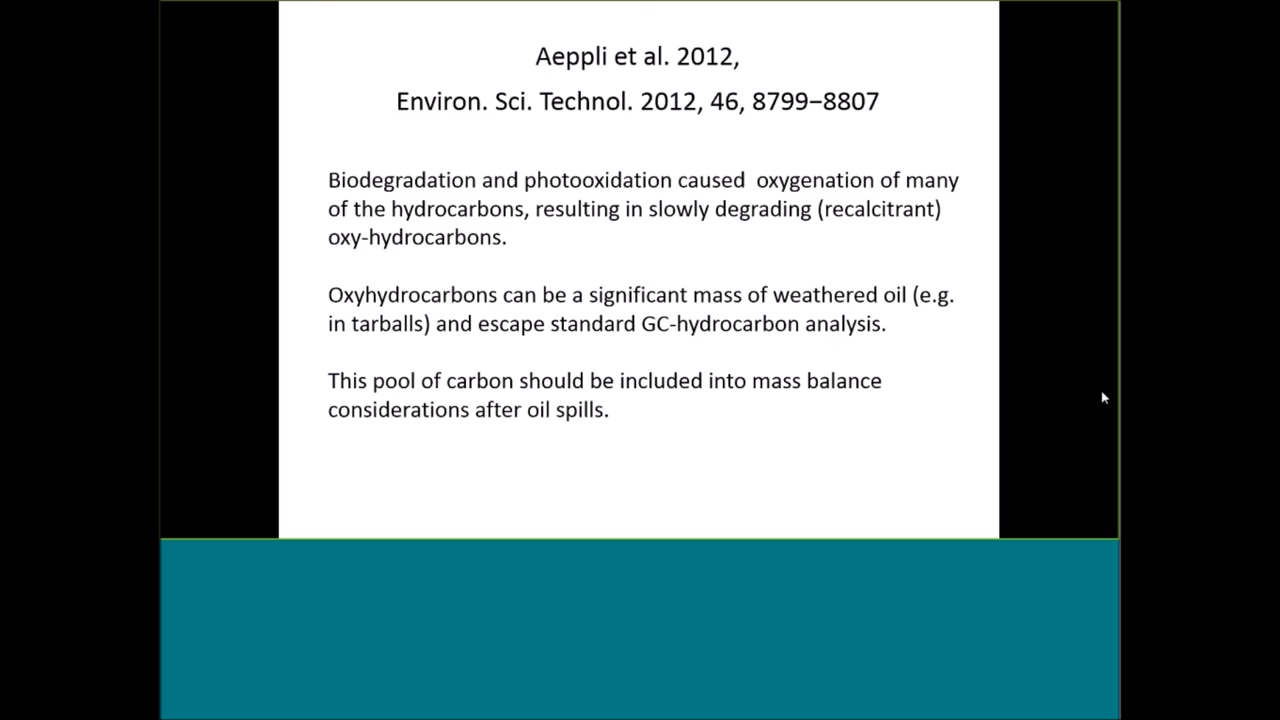 Aeppli et al. 2012,
Environ. Sci. Technol. 2012, 46, 8799−8807
Biodegradation and photooxidation caused  oxygenation of many
of the hydrocarbons, resulting in slowly degrading (recalcitrant)
oxy-hydrocarbons.
Oxyhydrocarbons can be a significant mass of weathered oil (e.g.
in tarballs) and escape standard GC-hydrocarbon analysis.
This pool of carbon should be included into mass balance
considerations after oil spills.